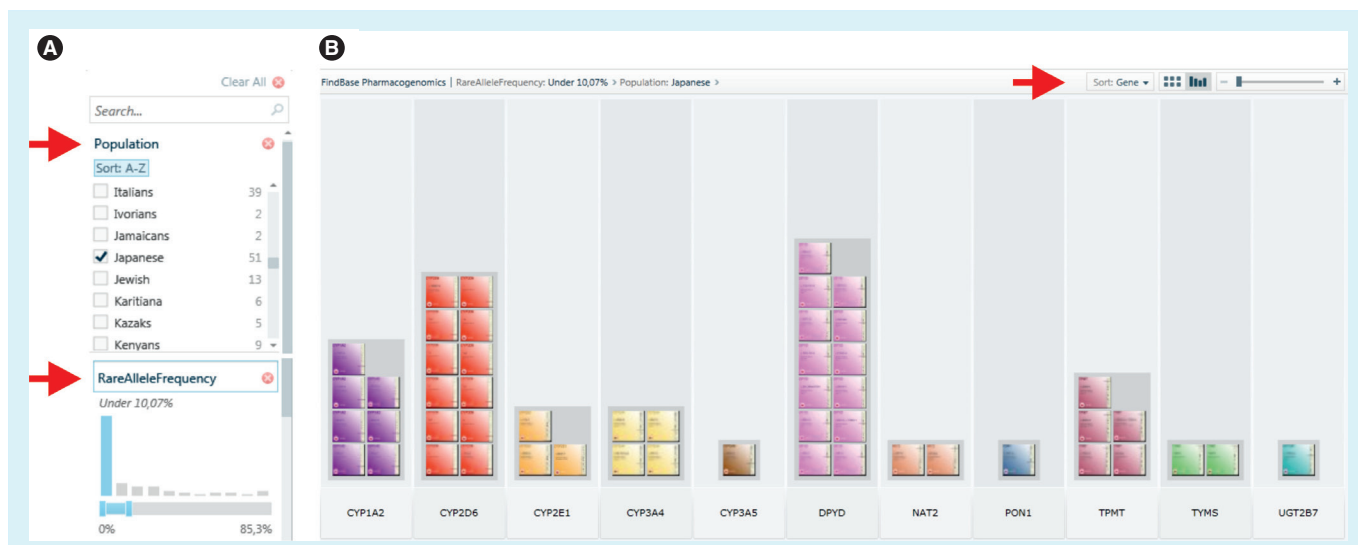 A
B
Clear All
Search...
Population
Sort: A-Z
Italians 39
Ivorians 2
Jamaicans 2
Japanese 51
Jewish 13
Karitiana 6
Kazaks 5
Kenyans 9
RareAlleleFrequency
Under 10,07%
0% 85,3%
FindBase Pharmacogenomics | RareAlleleFrequency: Under 10,07% > Population: Japanese >
Sort: Gene
CYP1A2 CYP2D6 CYP2E1 CYP3A4 CYP3A5 DPYD NAT2 PON1 TPMT TYMS UGT2B7